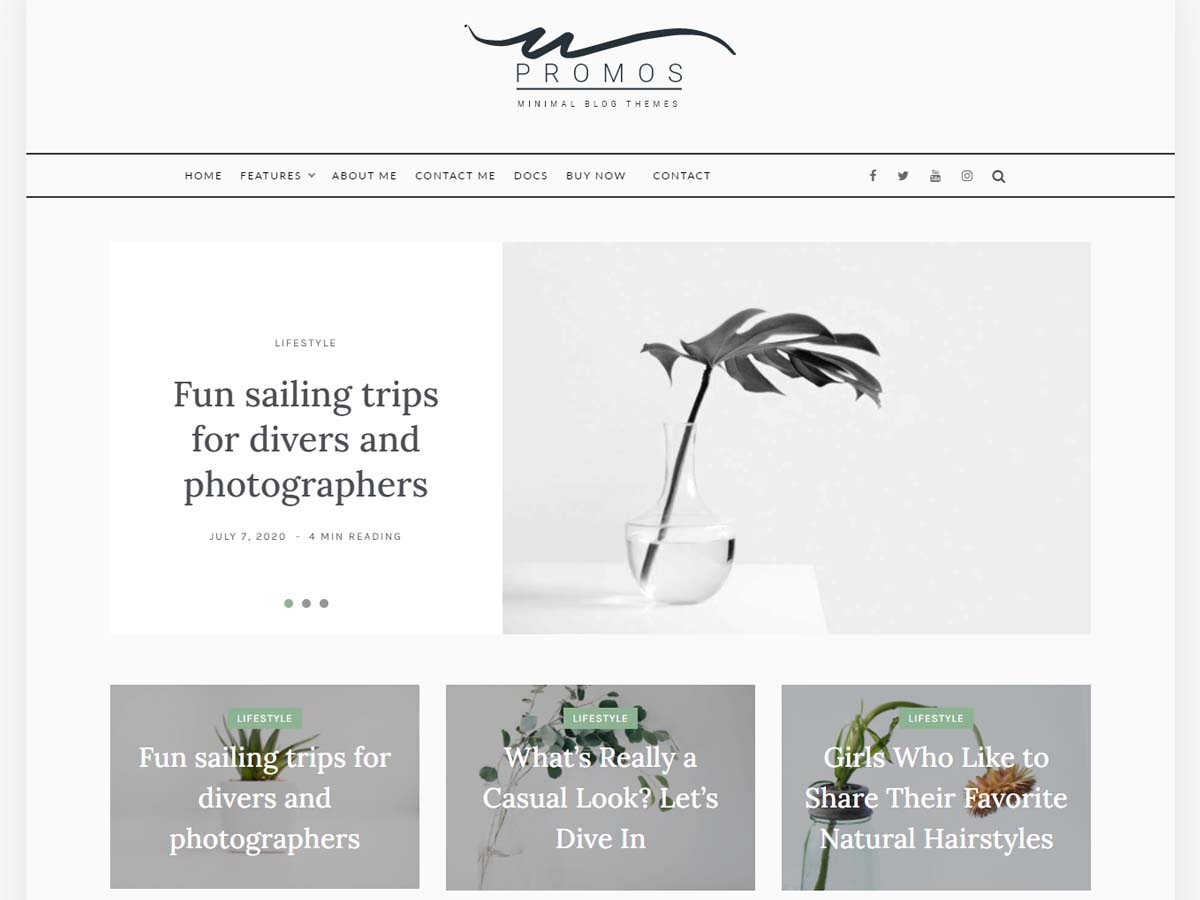 PROMOS
MINIMAL BLOG THEMES
HOME FEATURES ABOUT ME CONTACT ME DOCS BUY NOW CONTACT
LIFESTYLE
Fun sailing trips
for divers and
photographers
JULY 7, 2020 - 4 MIN READING
LIFESTYLE
Fun sailing trips for
divers and
photographers
LIFESTYLE
What’s Really a
Casual Look? Let’s
Dive In
LIFESTYLE
Girls Who Like to
Share Their Favorite
Natural Hairstyles